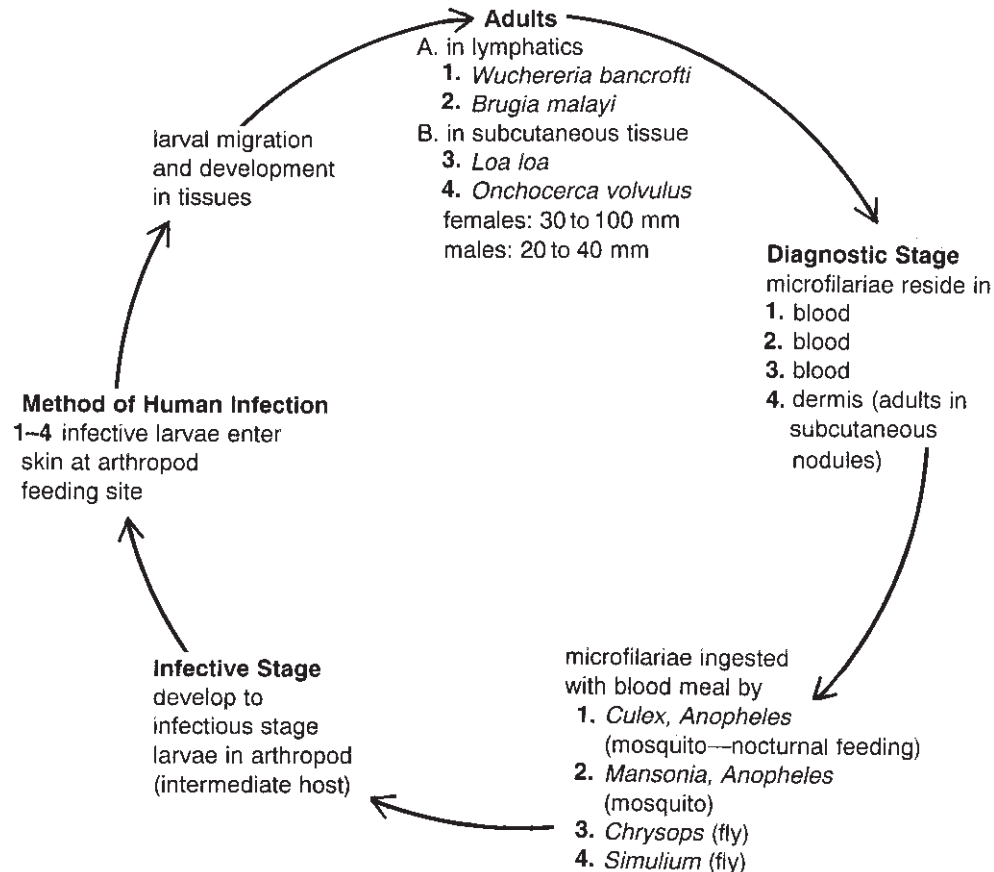 Adults
A. in lymphatics
1. Wuchereria bancrofti
2. Brugia malayi
B. in subcutaneous tissue
3. Loa loa
4. Onchocerca volvulus
females: 30 to 100 mm
males: 20 to 40 mm
Diagnostic Stage
microfilariae reside in
1. blood
2. blood
3. blood
4. dermis (adults in
subcutaneous
nodules)
microfilariae ingested
with blood meal by
1. Culex, Anopheles
(mosquito—nocturnal feeding)
2. Mansonia, Anopheles
(mosquito)
3. Chrysops (fly)
4. Simulium (fly)
Infective Stage
develop to
infectious stage
larvae in arthropod
(intermediate host)
Method of Human Infection
1–4 infective larvae enter
skin at arthropod
feeding site
larval migration
and development
in tissues